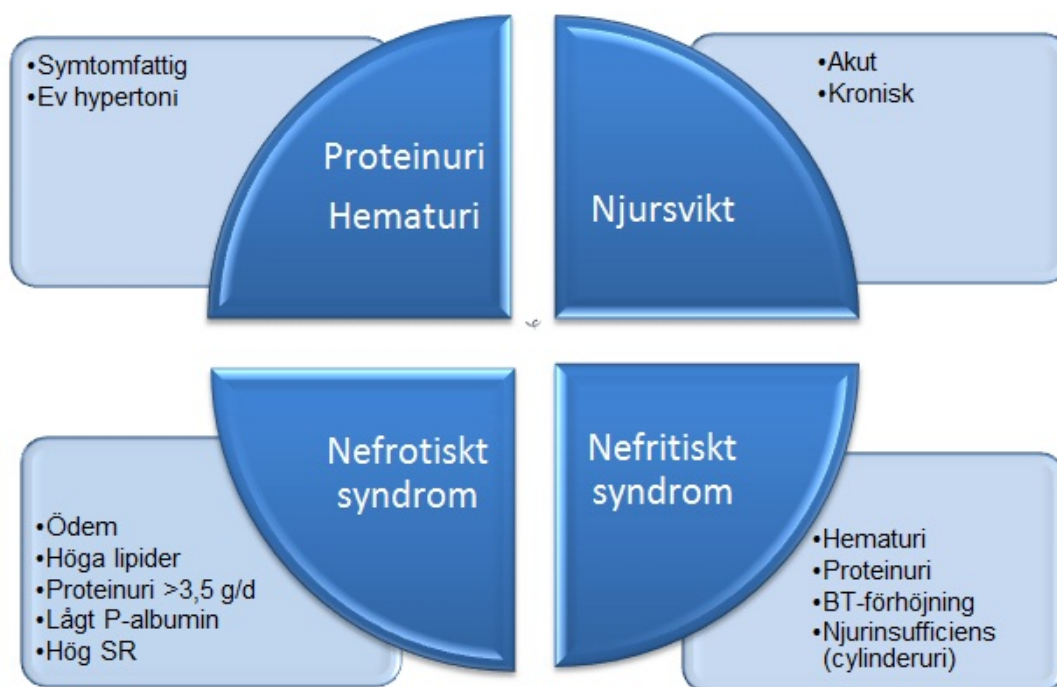 •Symtomfattig
•Ev hypertoni
Proteinuri
Hematuri
•Akut
•Kronisk
Njursvikt
Nefrotiskt
syndrom
•Ödem
•Höga lipider
•Proteinuri >3,5 g/d
•Lågt P-albumin
•Hög SR
Nefritiskt
syndrom
•Hematuri
•Proteinuri
•BT-förhöjning
•Njurinsufficiens
(cylinderuri)